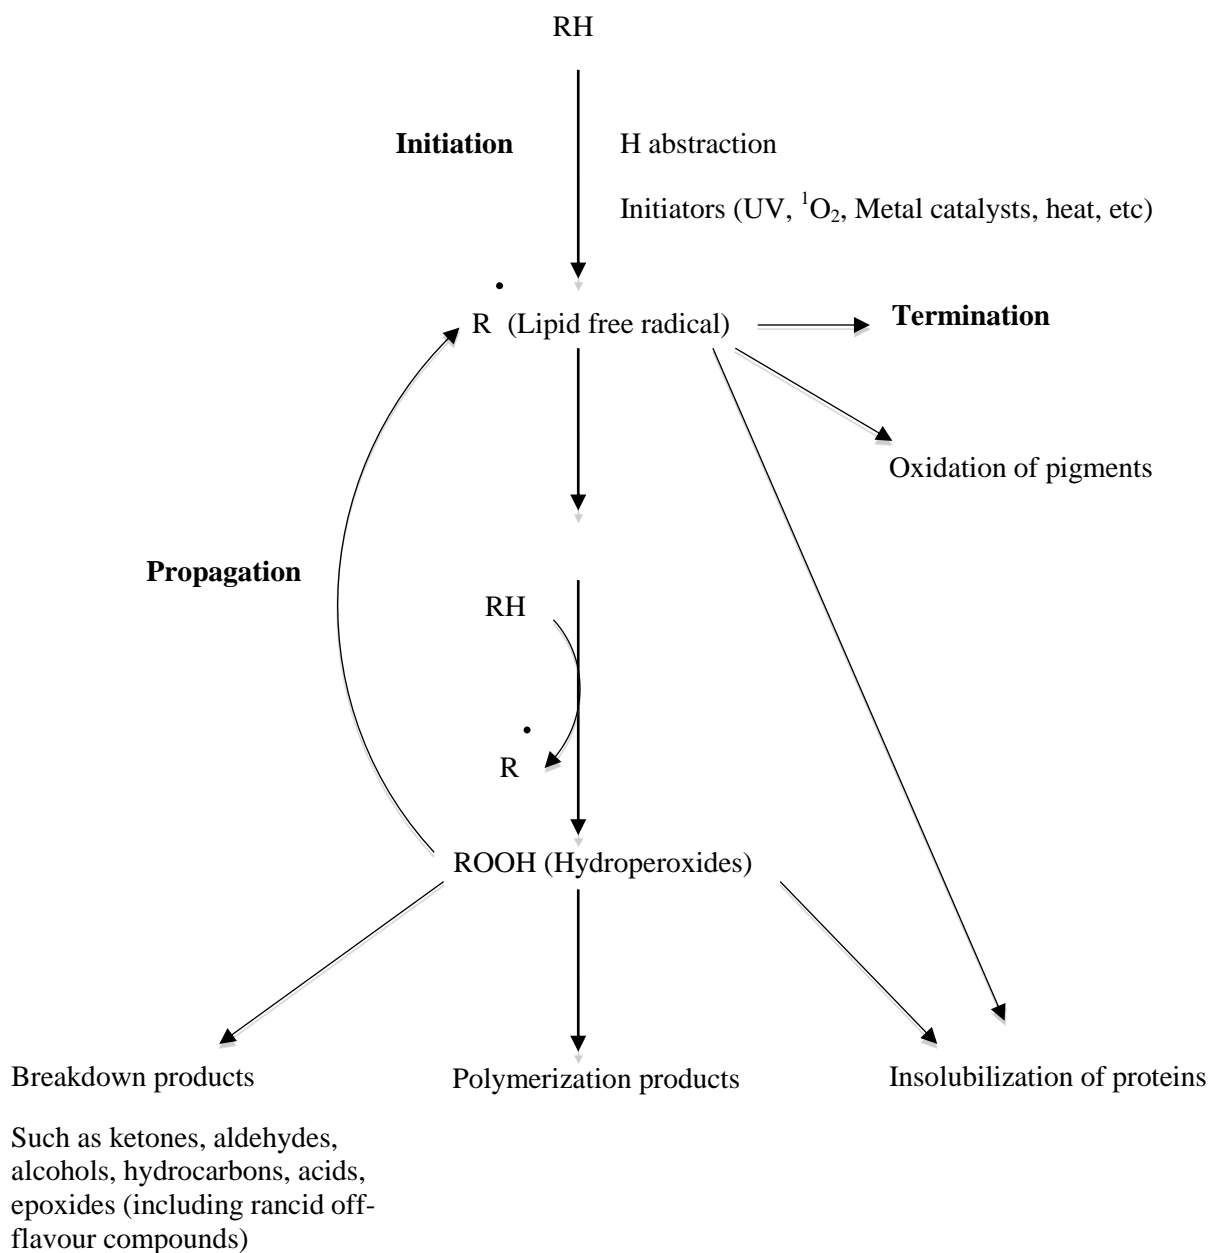 RH
Initiation
H abstraction
Initiators (UV, ¹O₂, Metal catalysts, heat, etc)
R• (Lipid free radical)
Termination
Oxidation of pigments
Propagation
RH
R•
ROOH (Hydroperoxides)
Breakdown products
Polymerization products
Insolubilization of proteins
Such as ketones, aldehydes,
alcohols, hydrocarbons, acids,
epoxides (including rancid off-
flavour compounds)